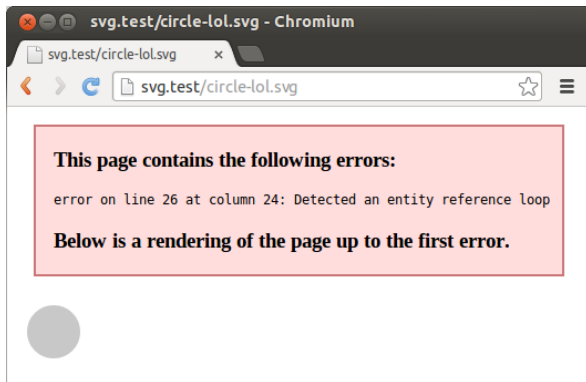 svg.test/circle-lol.svg - Chromium
svg.test/circle-lol.svg
svg.test/circle-lol.svg
This page contains the following errors:
error on line 26 at column 24: Detected an entity reference loop
Below is a rendering of the page up to the first error.